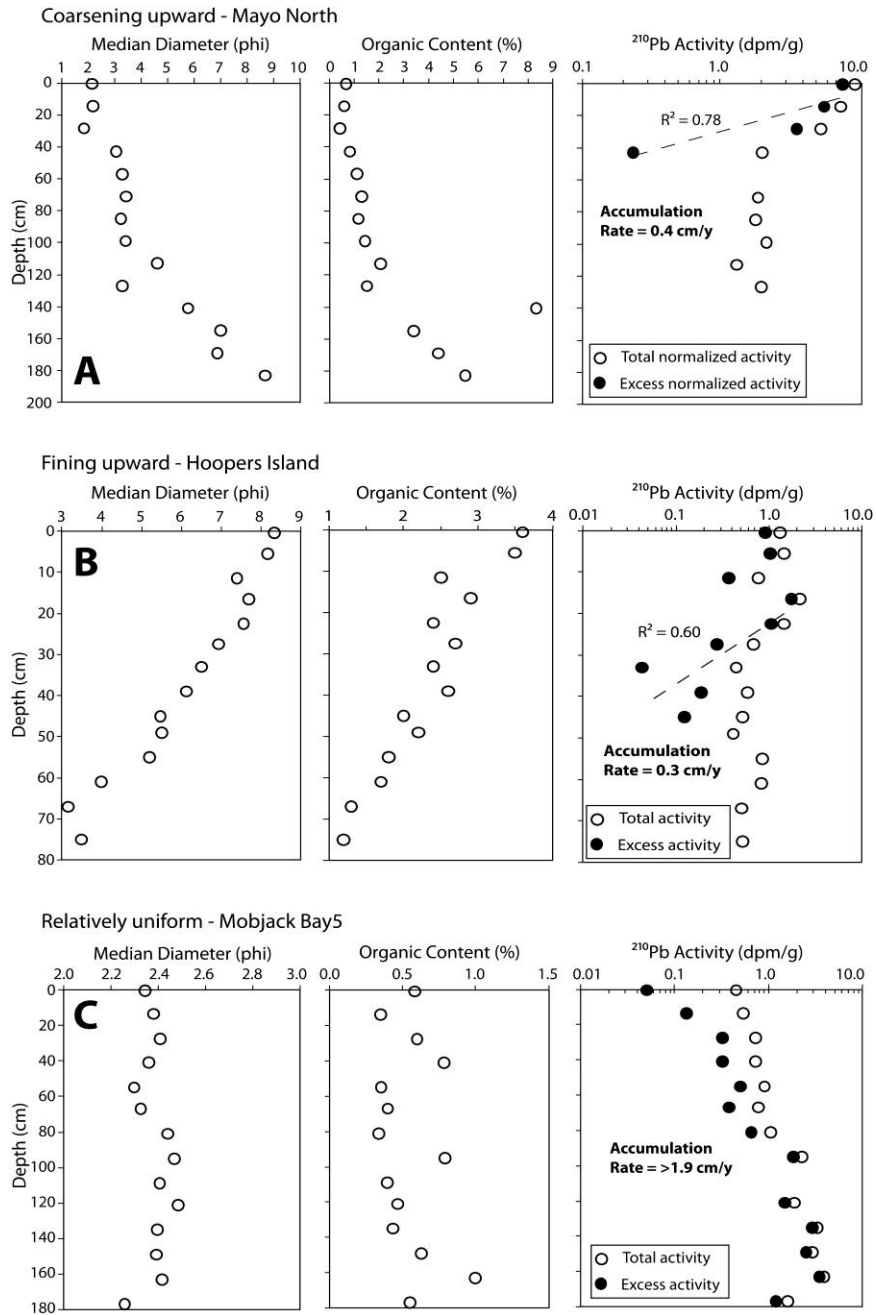 Coarsening upward - Mayo North
Median Diameter (phi) Organic Content (%) ²¹⁰Pb Activity (dpm/g)
1 2 3 4 5 6 7 8 9 10 0 1 2 3 4 5 6 7 8 9 0.1 1.0 10.0
0
20
40
60
80
100
120
140
160
180
200
Depth (cm)
R² = 0.78
Accumulation
Rate = 0.4 cm/y
A
Total normalized activity
Excess normalized activity
Fining upward - Hoopers Island
Median Diameter (phi) Organic Content (%) ²¹⁰Pb Activity (dpm/g)
3 4 5 6 7 8 9 1 2 3 4 0.01 0.1 1.0 10.0
0
10
20
30
40
50
60
70
80
Depth (cm)
B
R² = 0.60
Accumulation
Rate = 0.3 cm/y
Total activity
Excess activity
Relatively uniform - Mobjack Bay5
Median Diameter (phi) Organic Content (%) ²¹⁰Pb Activity (dpm/g)
2.0 2.2 2.4 2.6 2.8 3.0 0.0 0.5 1.0 1.5 0.01 0.1 1.0 10.0
0
20
40
60
80
100
120
140
160
180
Depth (cm)
C
Accumulation
Rate = >1.9 cm/y
Total activity
Excess activity